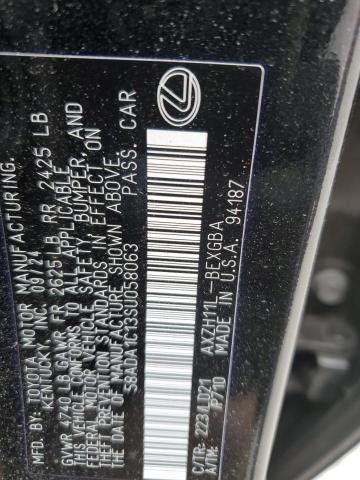 MFD. BY: TOYOTA MOTOR MANUFACTURING,
KENTUCKY, INC. 09/24
GVWR 4740 LB GAWR FR 2625 LB RR 2425 LB
THIS VEHICLE CONFORMS TO ALL APPLICABLE
FEDERAL MOTOR VEHICLE SAFETY, BUMPER, AND
THEFT PREVENTION STANDARDS IN EFFECT ON
THE DATE OF MANUFACTURE SHOWN ABOVE.
58ADA1C13SU058063 PASS. CAR
C/TR: 223/LD21 AXZH11L-BEXGBA
WTM: IP710 MADE IN U.S.A. 94187